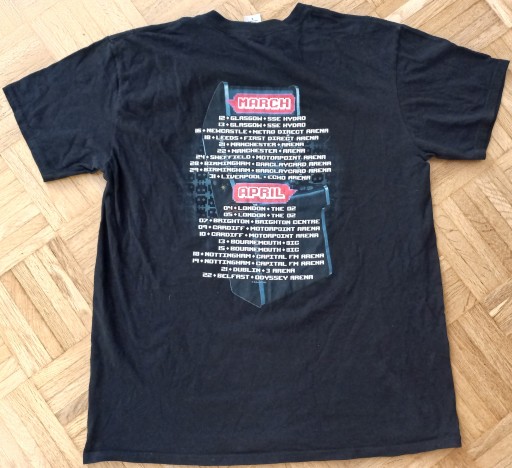 MARCH
12 • GLASGOW • SSE HYDRO
13 • GLASGOW • SSE HYDRO
16 • NEWCASTLE • METRO DIRECT ARENA
18 • LEEDS • FIRST DIRECT ARENA
21 • MANCHESTER • ARENA
22 • MANCHESTER • ARENA
24 • SHEFFIELD • MOTORPOINT ARENA
28 • BIRMINGHAM • BARCLAYCARD ARENA
29 • BIRMINGHAM • BARCLAYCARD ARENA
31 • LIVERPOOL • ECHO ARENA
APRIL
04 • LONDON • THE O2
05 • LONDON • THE O2
07 • BRIGHTON • BRIGHTON CENTRE
09 • CARDIFF • MOTORPOINT ARENA
10 • CARDIFF • MOTORPOINT ARENA
13 • BOURNEMOUTH • BIC
15 • BOURNEMOUTH • BIC
18 • NOTTINGHAM • CAPITAL FM ARENA
19 • NOTTINGHAM • CAPITAL FM ARENA
21 • DUBLIN • 3 ARENA
22 • BELFAST • ODYSSEY ARENA